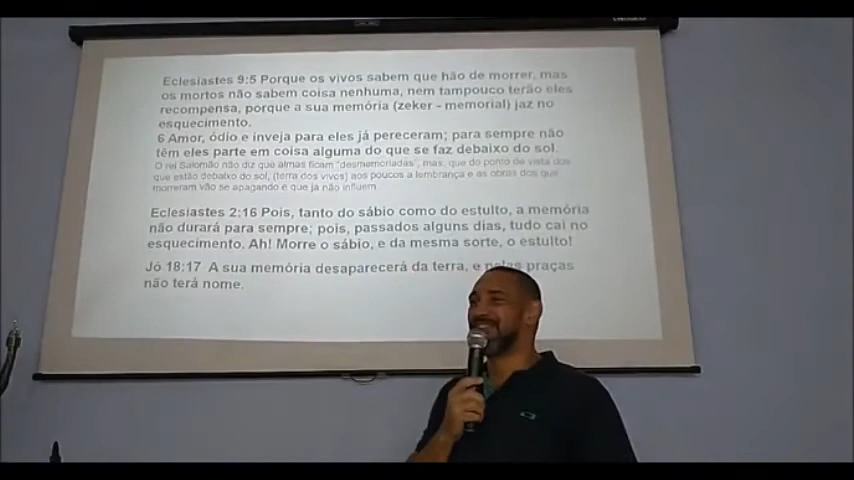 Eclesiastes 9:5 Porque os vivos sabem que hão de morrer, mas
os mortos não sabem coisa nenhuma, nem tampouco terão eles
recompensa, porque a sua memória (zeker - memorial) jaz no
esquecimento.
6 Amor, ódio e inveja para eles já pereceram; para sempre não
têm eles parte em coisa alguma do que se faz debaixo do sol.
O rei Salomão não diz que almas ficam "desmemoriadas", mas, que do ponto de vista dos
que estão debaixo do sol, (terra dos vivos) aos poucos a lembrança e as obras dos que
morreram vão se apagando e que já não influem.
Eclesiastes 2:16 Pois, tanto do sábio como do estulto, a memória
não durará para sempre; pois, passados alguns dias, tudo cai no
esquecimento. Ah! Morre o sábio, e da mesma sorte, o estulto!
Jó 18:17 A sua memória desaparecerá da terra, e pelas praças
não terá nome.